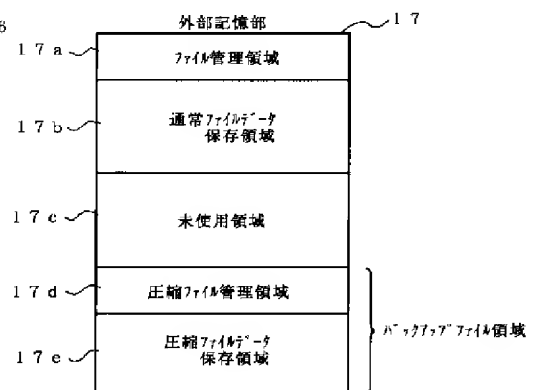 6
外部記憶部
17
17a
ファイル管理領域
17b
通常ファイルデータ
保存領域
17c
未使用領域
17d
圧縮ファイル管理領域
バックアップファイル領域
17e
圧縮ファイルデータ
保存領域